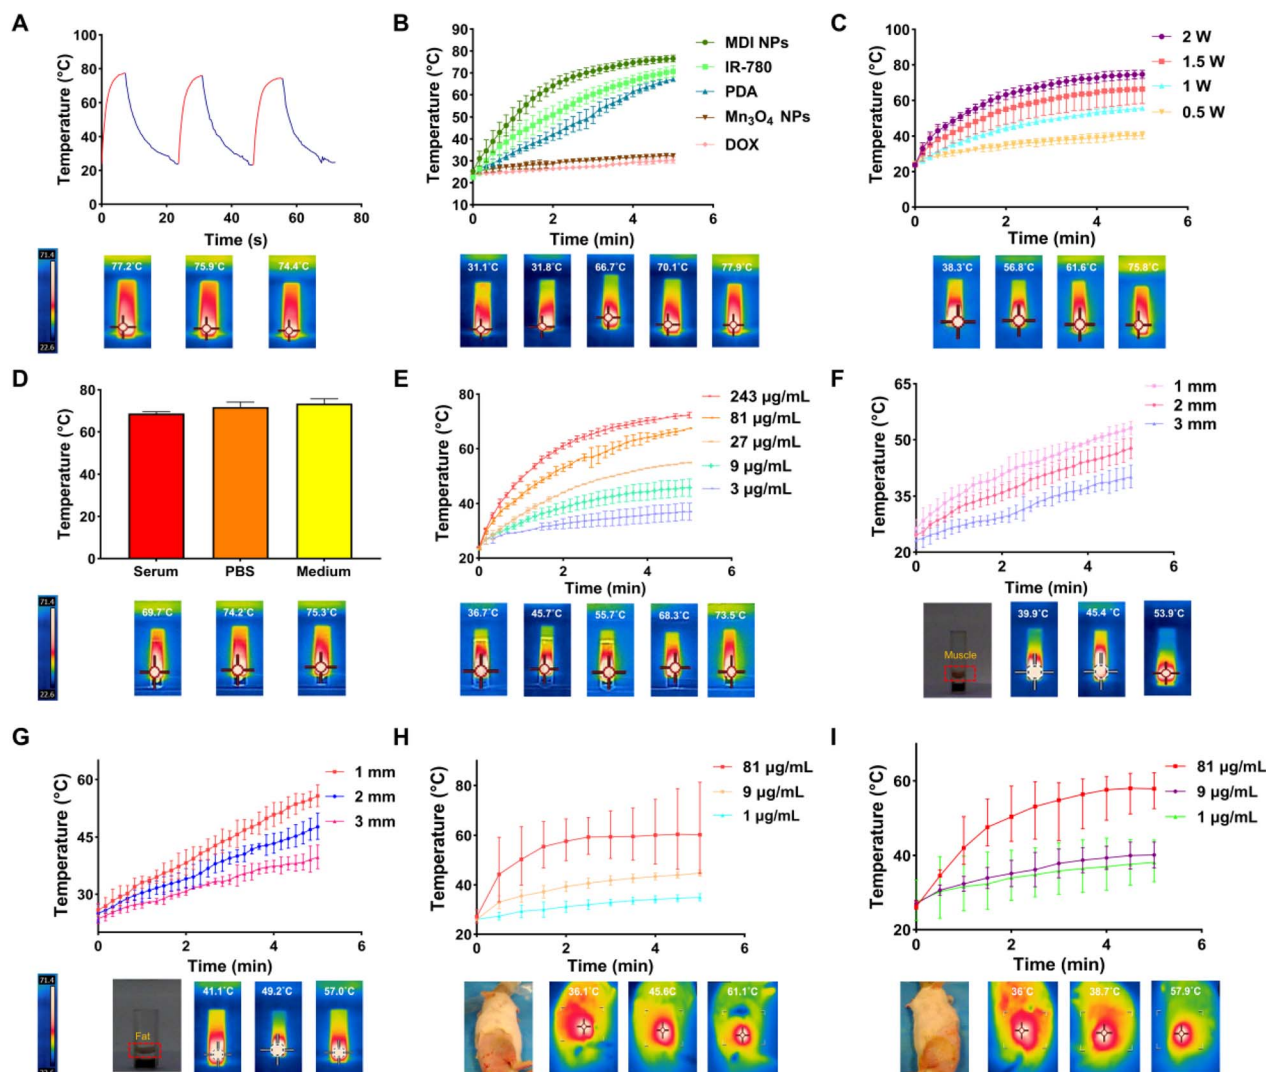 A
Temperature (°C)
100
80
60
40
20
0
0 20 40 60 80
Time (s)
71.4
22.6
77.2°C 75.9°C 74.4°C
B
Temperature (°C)
90
80
70
60
50
40
30
20
10
0 2 4 6
Time (min)
MDI NPs
IR-780
PDA
Mn3O4 NPs
DOX
31.1°C 31.8°C 66.7°C 70.1°C 77.9°C
C
Temperature (°C)
100
80
60
40
20
0
0 2 4 6
Time (min)
2 W
1.5 W
1 W
0.5 W
38.3°C 56.8°C 61.6°C 75.8°C
D
Temperature (°C)
80
60
40
20
0
Serum PBS Medium
71.4
22.6
69.7°C 74.2°C 75.3°C
E
Temperature (°C)
80
60
40
20
0 2 4 6
Time (min)
243 µg/mL
81 µg/mL
27 µg/mL
9 µg/mL
3 µg/mL
36.7°C 45.7°C 55.7°C 68.3°C 73.5°C
F
Temperature (°C)
65
50
35
20
0 2 4 6
Time (min)
1 mm
2 mm
3 mm
Muscle
39.9°C 45.4 °C 53.9°C
G
Temperature (°C)
60
45
30
0 2 4 6
Time (min)
1 mm
2 mm
3 mm
71.4
Fat
41.1°C 49.2°C 57.0°C
H
Temperature (°C)
80
60
40
20
0 2 4 6
Time (min)
81 µg/mL
9 µg/mL
1 µg/mL
36.1°C 45.6C 61.1°C
I
Temperature (°C)
60
40
20
0 2 4 6
Time (min)
81 µg/mL
9 µg/mL
1 µg/mL
36°C 38.7°C 57.9°C